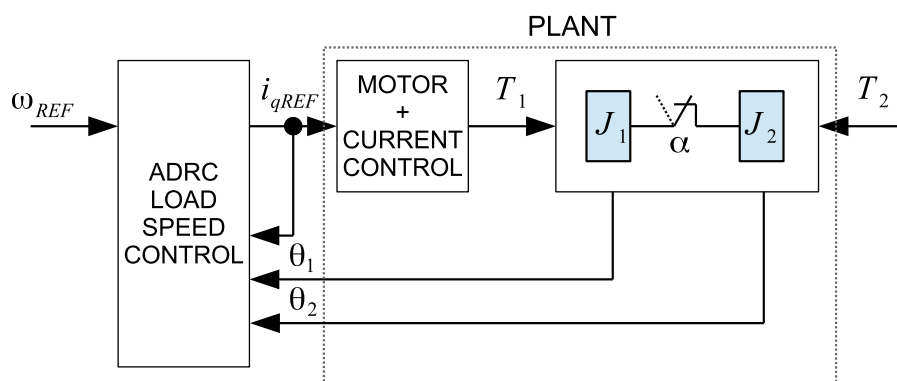 PLANT
ω_REF
i_qREF
MOTOR
+
CURRENT
CONTROL
T_1
J_1
α
J_2
T_2
ADRC
LOAD
SPEED
CONTROL
θ_1
θ_2